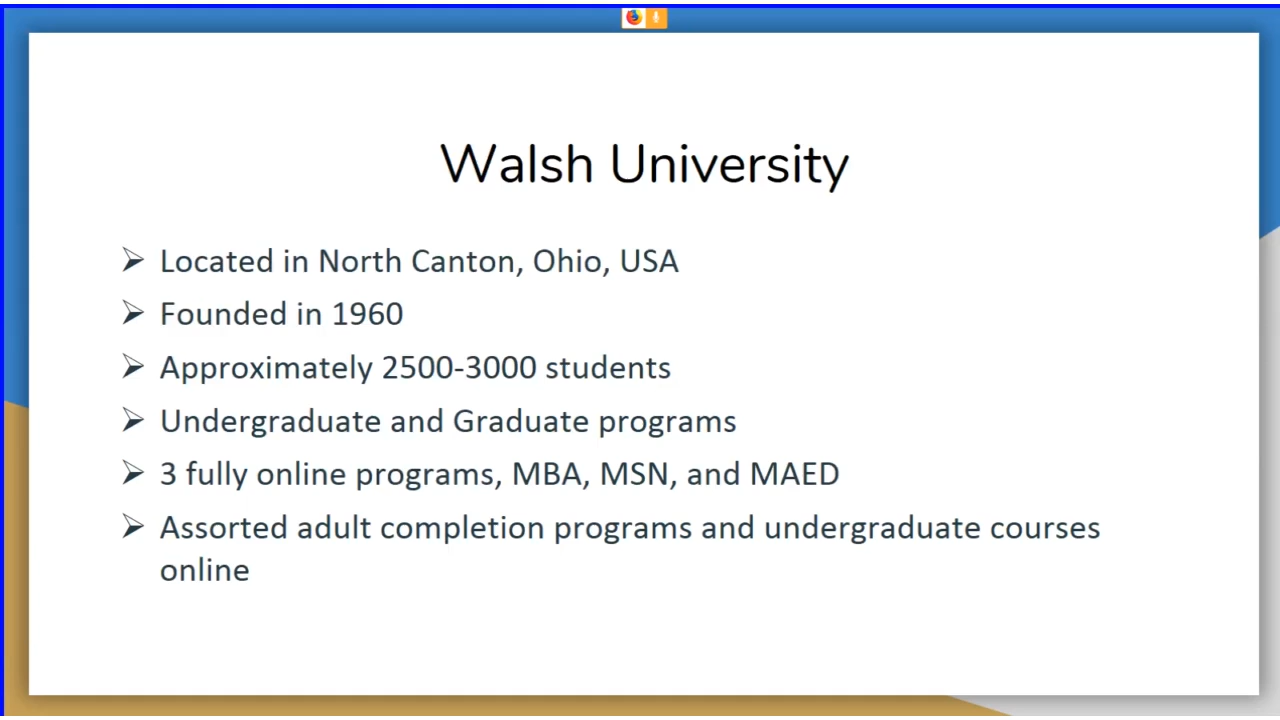 Walsh University
Located in North Canton, Ohio, USA
Founded in 1960
Approximately 2500-3000 students
Undergraduate and Graduate programs
3 fully online programs, MBA, MSN, and MAED
Assorted adult completion programs and undergraduate courses
online